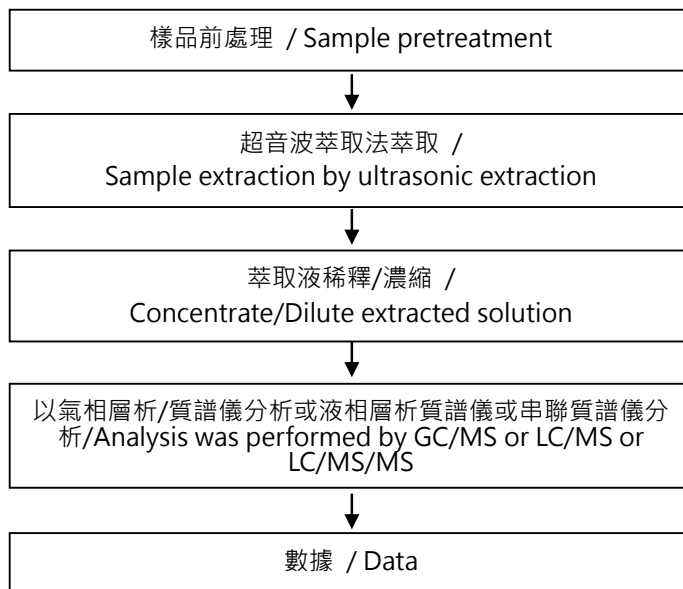 樣品前處理 / Sample pretreatment
超音波萃取法萃取 /
Sample extraction by ultrasonic extraction
萃取液稀釋/濃縮 /
Concentrate/Dilute extracted solution
以氣相層析/質譜儀分析或液相層析質譜儀或串聯質譜儀分
析/Analysis was performed by GC/MS or LC/MS or
LC/MS/MS
數據 / Data